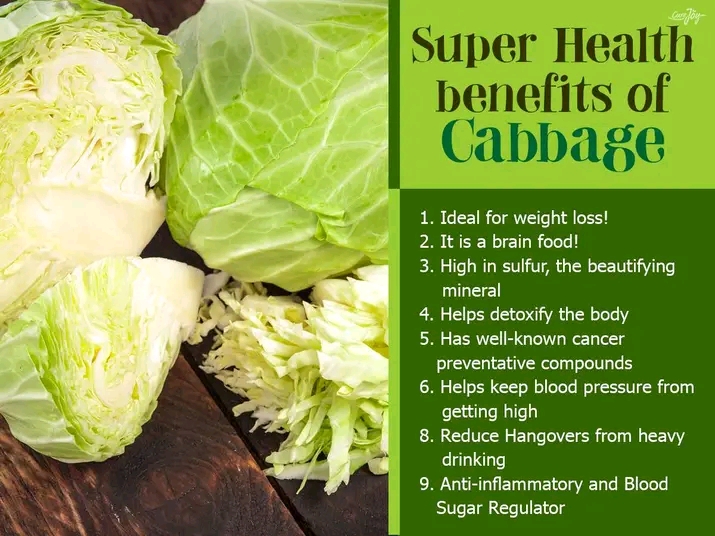 CureJoy
Super Health
benefits of
Cabbage
1. Ideal for weight loss!
2. It is a brain food!
3. High in sulfur, the beautifying
mineral
4. Helps detoxify the body
5. Has well-known cancer
preventative compounds
6. Helps keep blood pressure from
getting high
8. Reduce Hangovers from heavy
drinking
9. Anti-inflammatory and Blood
Sugar Regulator